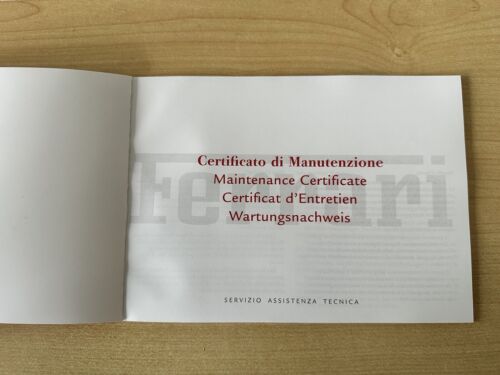 Certificato di Manutenzione
Maintenance Certificate
Certificat d'Entretien
Wartungsnachweis
Ferrari
SERVIZIO ASSISTENZA TECNICA